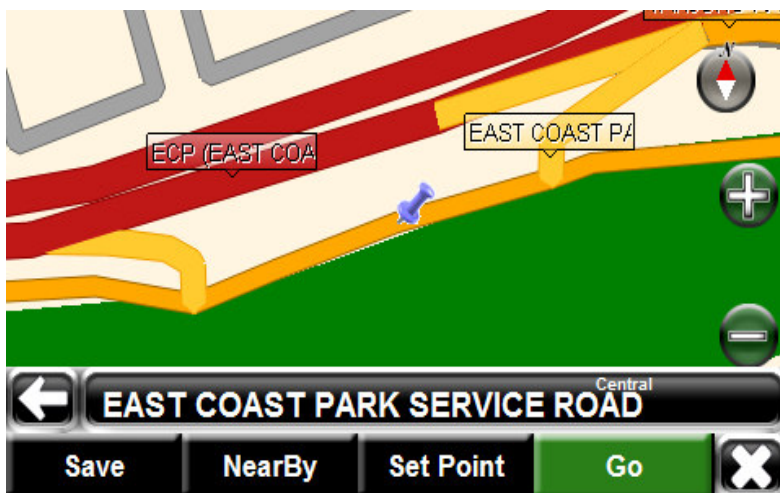 N
ECP (EAST COA
EAST COAST PA
Central
EAST COAST PARK SERVICE ROAD
Save
NearBy
Set Point
Go